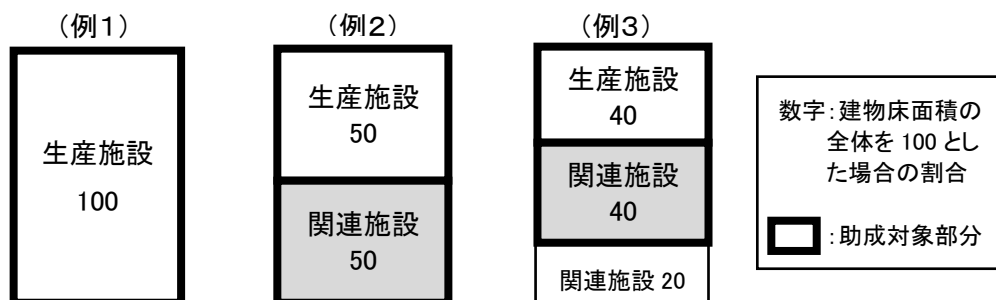 （例１）
生産施設
100
（例２）
生産施設
50
関連施設
50
（例３）
生産施設
40
関連施設
40
関連施設 20
数字：建物床面積の
全体を 100 とし
た場合の割合
：助成対象部分